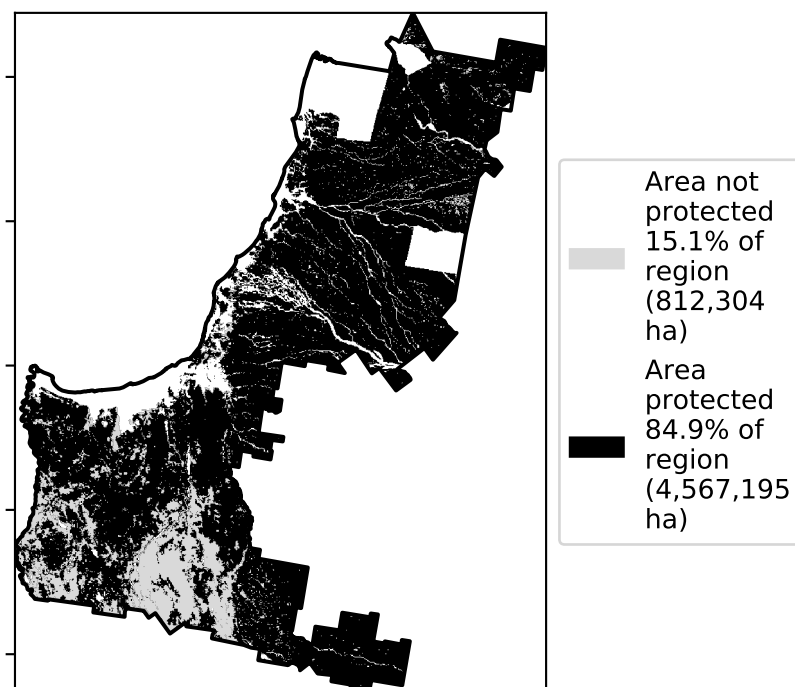 Area not
protected
15.1% of
region
(812,304
ha)
Area
protected
84.9% of
region
(4,567,195
ha)